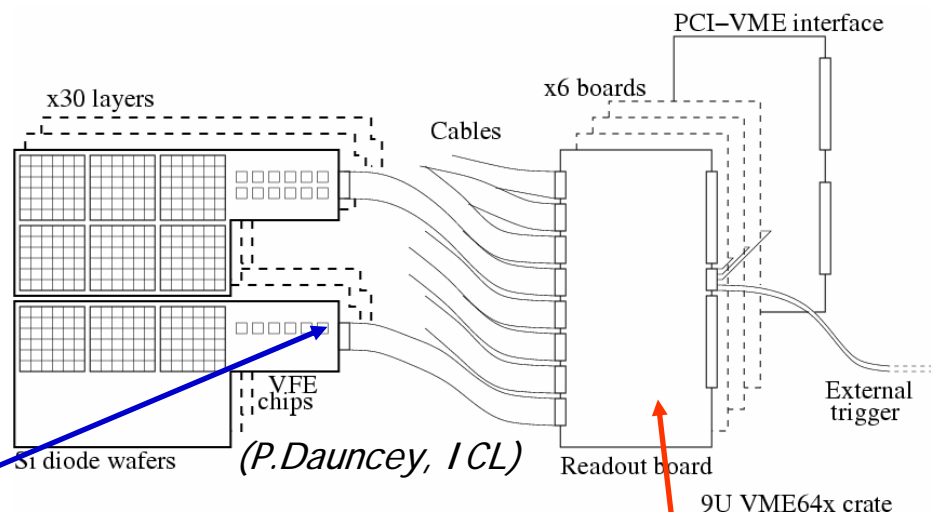 PCI–VME interface
x30 layers
x6 boards
Cables
VFE
chips
External
trigger
Si diode wafers
(P.Dauncey, ICL)
Readout board
9U VME64x crate